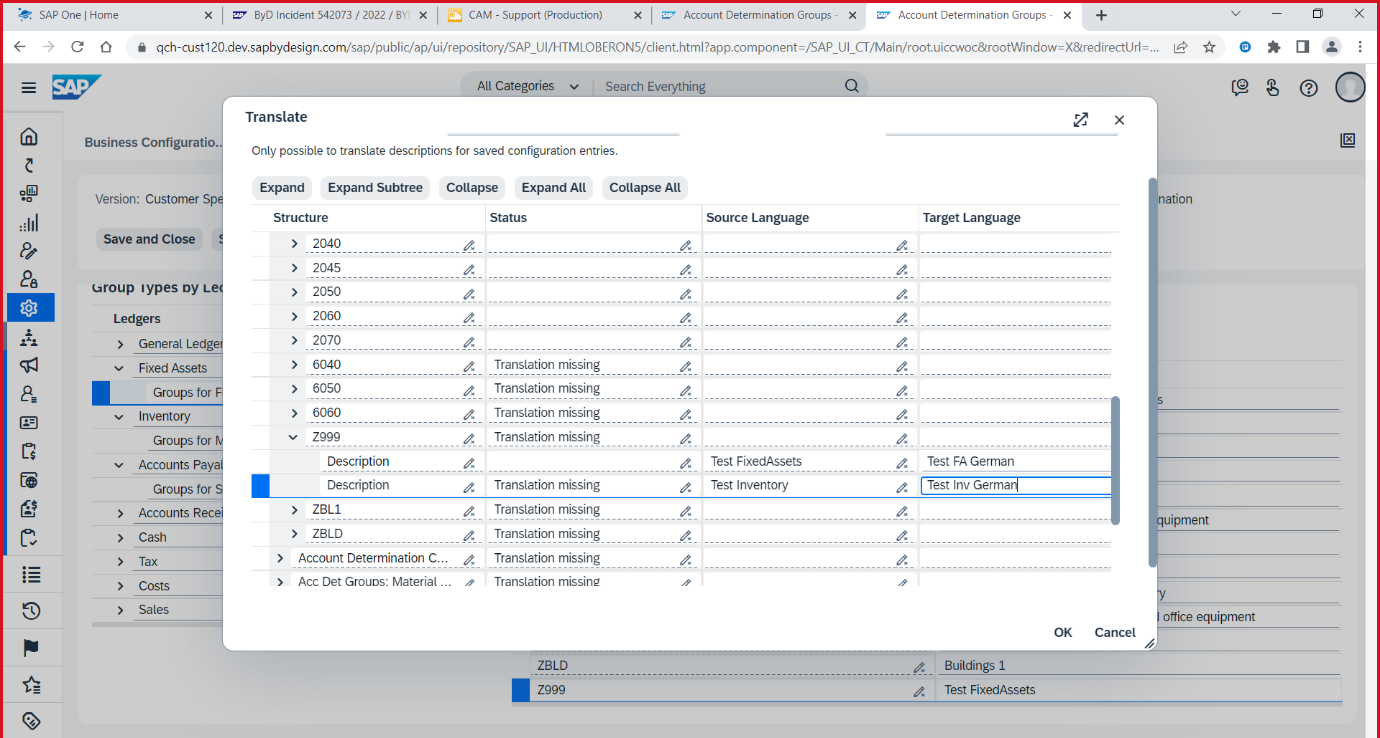 SAP One | Home
ByD Incident 542073 / 2022 / BYD
CAM - Support (Production)
Account Determination Groups -
Account Determination Groups -
qch-cust120.dev.sapbydesign.com/sap/public/ap/ui/repository/SAP_UI/HTMLOBERON5/client.html?app.component=/SAP_UI_CT/Main/root.uiccwoc&rootWindow=X&redirectUrl=...
SAP
All Categories
Search Everything
Translate
Business Configuratio...
Only possible to translate descriptions for saved configuration entries.
Expand
Expand Subtree
Collapse
Expand All
Collapse All
Version: Customer Spe
nation
Structure
Status
Source Language
Target Language
Save and Close
S
2040
2045
Group Types by Led
2050
Ledgers
2060
General Ledger
2070
Fixed Assets
6040
Translation missing
Groups for F
6050
Translation missing
s
Inventory
6060
Translation missing
Groups for M
Z999
Translation missing
Accounts Payab
Description
Test FixedAssets
Test FA German
Groups for S
Description
Translation missing
Test Inventory
Test Inv German
Accounts Recei
ZBL1
Translation missing
equipment
Cash
ZBLD
Translation missing
Tax
Account Determination C...
Translation missing
Costs
Acc Det Groups: Material ...
Translation missing
ry
Sales
d office equipment
OK
Cancel
ZBLD
Buildings 1
Z999
Test FixedAssets